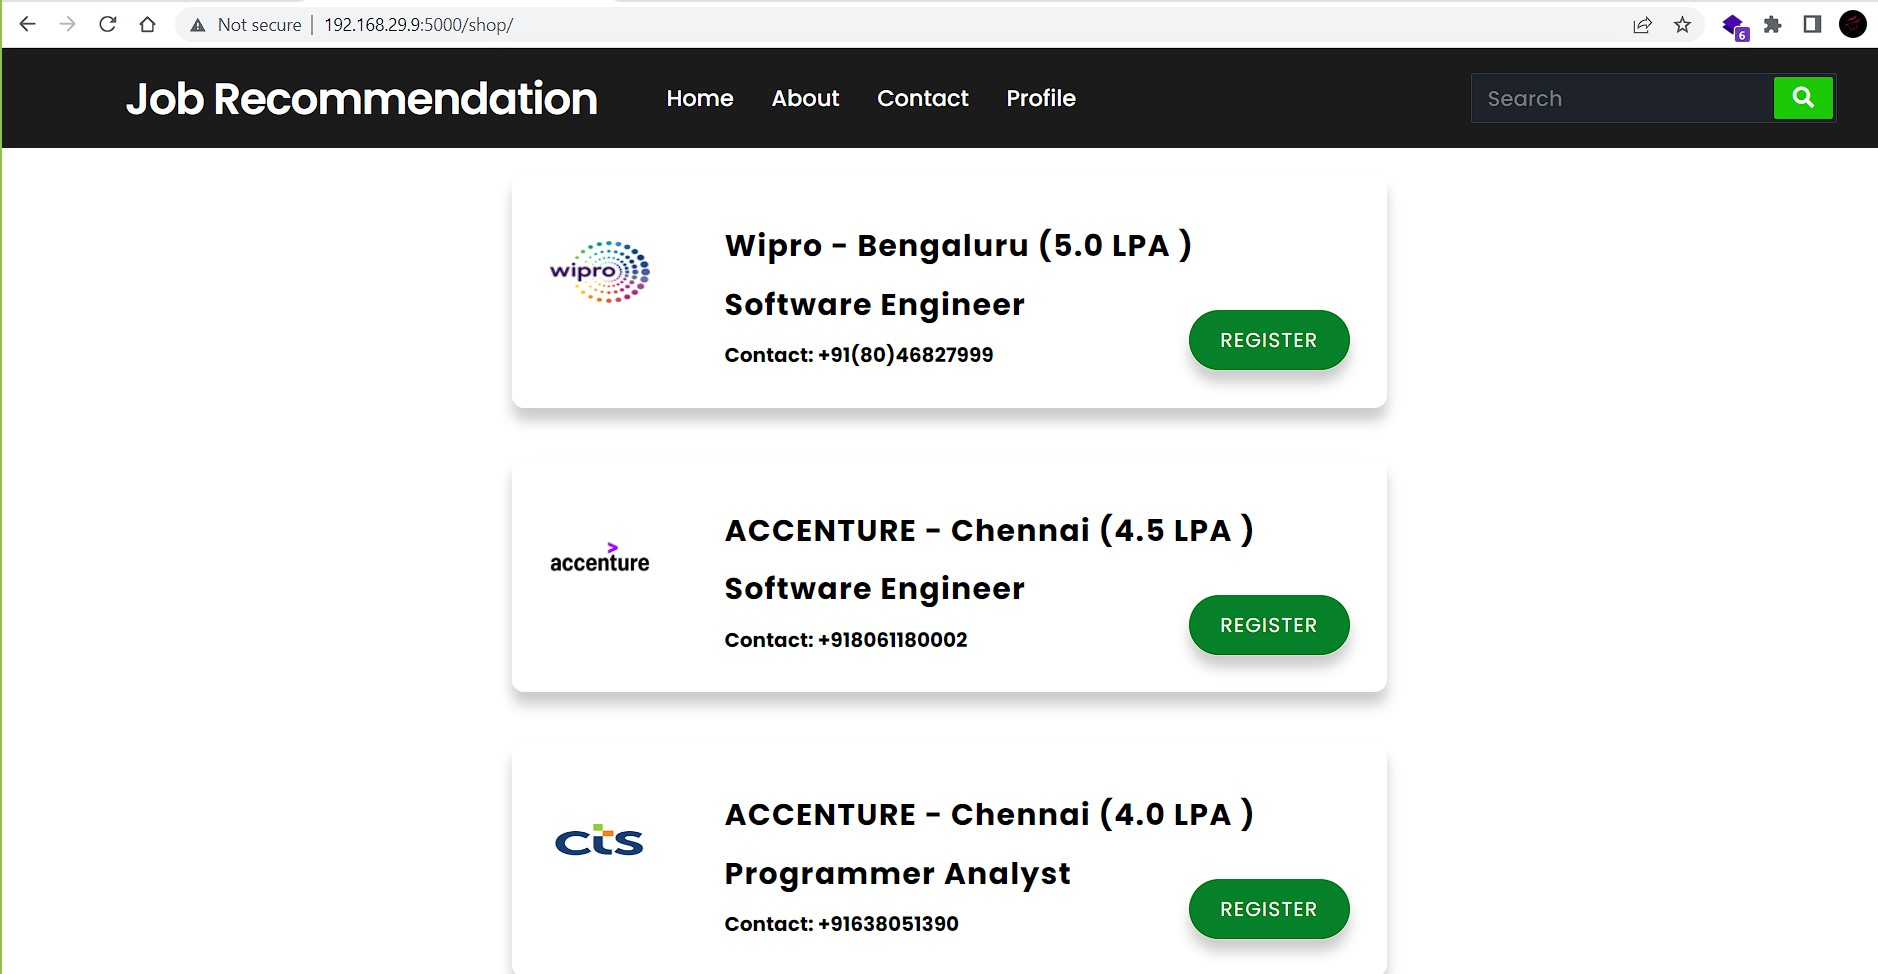 Not secure | 192.168.29.9:5000/shop/
6
Job Recommendation Home About Contact Profile Search
wipro
Wipro - Bengaluru (5.0 LPA )
Software Engineer
Contact: +91(80)46827999
REGISTER
accenture
ACCENTURE - Chennai (4.5 LPA )
Software Engineer
Contact: +918061180002
REGISTER
cts
ACCENTURE - Chennai (4.0 LPA )
Programmer Analyst
Contact: +91638051390
REGISTER